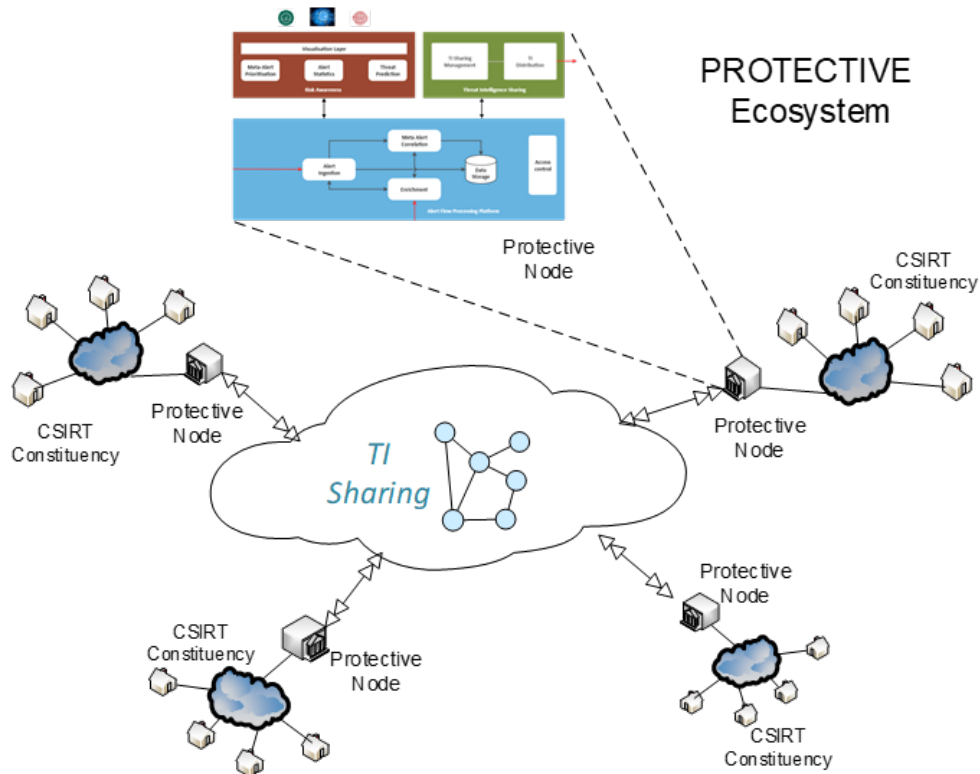 PROTECTIVE
Ecosystem
Visualisation Layer
Meta-Alert
Prioritisation
Alert
Statistics
Threat
Prediction
Risk Awareness
TI Sharing
Management
TI
Distribution
Threat Intelligence Sharing
Meta Alert
Correlation
Alert
Ingestion
Data
Storage
Access
control
Enrichment
Alert Flow Processing Platform
Protective
Node
CSIRT
Constituency
Protective
Node
CSIRT
Constituency
Protective
Node
TI
Sharing
Protective
Node
CSIRT
Constituency
Protective
Node
CSIRT
Constituency